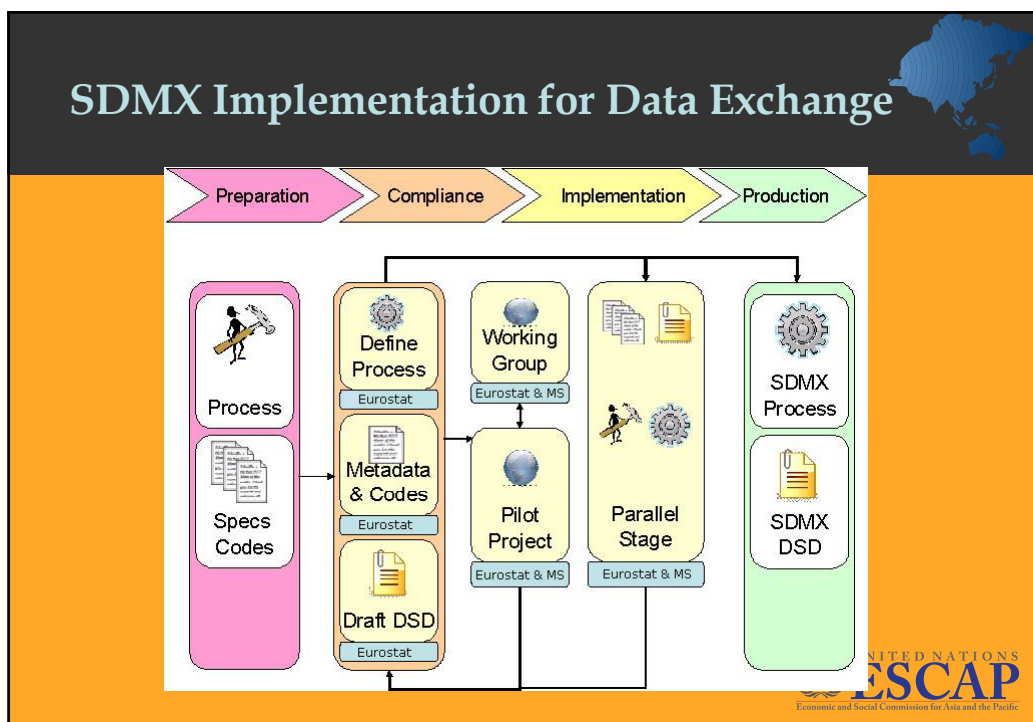 SDMX Implementation for Data Exchange
Preparation
Compliance
Implementation
Production
Process
Specs
Codes
Define
Process
Eurostat
Metadata
& Codes
Eurostat
Draft DSD
Eurostat
Working
Group
Eurostat & MS
Pilot
Project
Eurostat & MS
Parallel
Stage
Eurostat & MS
SDMX
Process
SDMX
DSD
NITED NATIONS
ESCAP
Economic and Social Commission for Asia and the Pacific